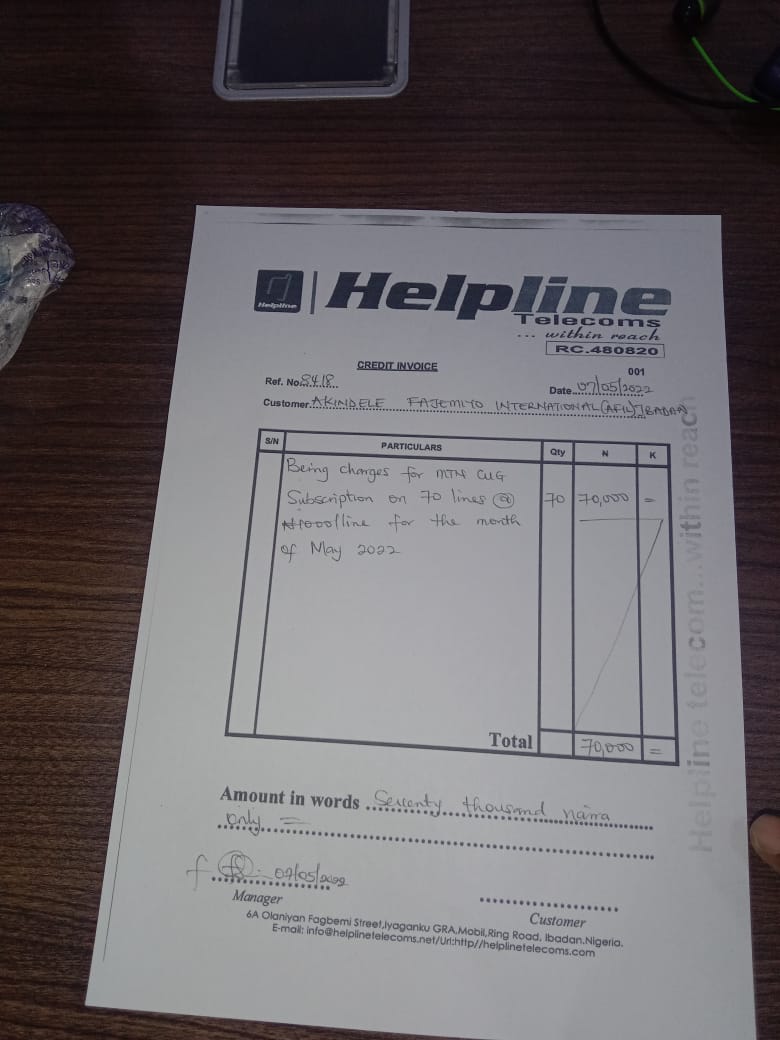 Helpline
Helpline
Telecoms
... within reach
RC.480820
CREDIT INVOICE
001
Ref. No. 8418
Date 07/05/2022
Customer AKINDELE FAJEMIYO INTERNATIONAL (AFIL) IBADAN
S/N PARTICULARS Qty N K
Being charges for MTN CUG
Subscription on 70 lines @ 70 70,000 =
₦1000/line for the month
of May 2022
Total 70,000 =
Amount in words Seventy thousand naira
only =
07/05/2022
Manager
Customer
6A Olaniyan Fagbemi Street,Iyaganku GRA,Mobil,Ring Road, Ibadan.Nigeria.
E-mail: info@helplinetelecoms.net/Url:http//helplinetelecoms.com
Helpline telecom...within reach